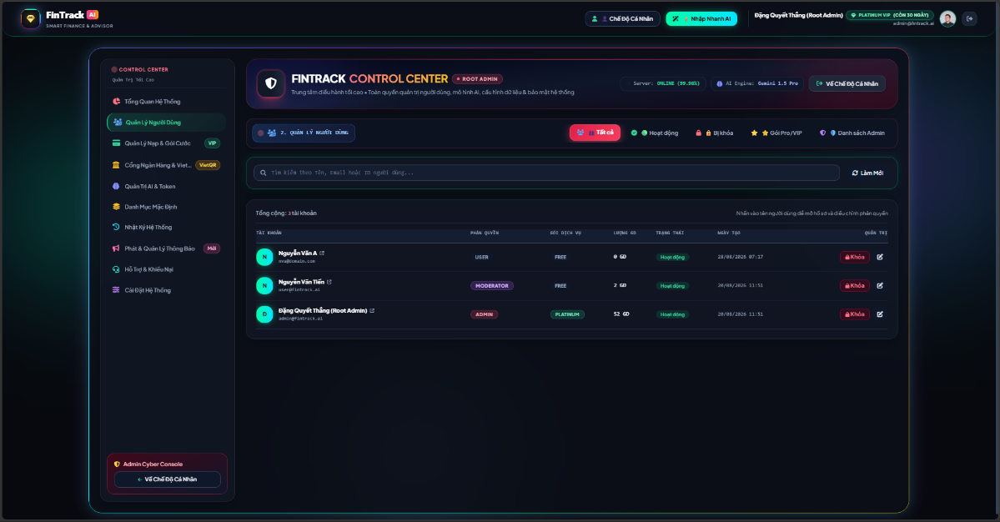 FinTrack AI
SMART FINANCE & ADVISOR
Chế Độ Cá Nhân
Nhập Nhanh AI
Đặng Quyết Thắng (Root Admin)
PLATINUM VIP (CÒN 30 NGÀY)
admin@fintrack.ai
CONTROL CENTER
Quản Trị Tối Cao
Tổng Quan Hệ Thống
Quản Lý Người Dùng
Quản Lý Nạp & Gói Cước VIP
Cổng Ngân Hàng & Viet... VietQR
Quản Trị AI & Token
Danh Mục Mặc Định
Nhật Ký Hệ Thống
Phát & Quản Lý Thông Báo Mới
Hỗ Trợ & Khiếu Nại
Cài Đặt Hệ Thống
Admin Cyber Console
← Về Chế Độ Cá Nhân
FINTRACK CONTROL CENTER
ROOT ADMIN
Trung tâm điều hành tối cao • Toàn quyền quản trị người dùng, mô hình AI, cấu hình dữ liệu & bảo mật hệ thống
Server: ONLINE (99.98%)
AI Engine: Gemini 1.5 Pro
Về Chế Độ Cá Nhân
2. QUẢN LÝ NGƯỜI DÙNG
Tất cả
Hoạt động
Bị khóa
Gói Pro/VIP
Danh sách Admin
Tìm kiếm theo Tên, Email hoặc ID người dùng...
Làm Mới
Tổng cộng: 3 tài khoản
Nhấn vào tên người dùng để mở hồ sơ và điều chỉnh phân quyền
TÀI KHOẢN PHÂN QUYỀN GÓI DỊCH VỤ LƯỢNG GD TRẠNG THÁI NGÀY TẠO QUẢN TRỊ
N Nguyễn Văn A USER FREE 0 GD Hoạt động 28/08/2026 07:17 Khóa
nva@domain.com
N Nguyễn Văn Tiến MODERATOR FREE 2 GD Hoạt động 20/08/2026 11:51 Khóa
user@fintrack.ai
Đ Đặng Quyết Thắng (Root Admin) ADMIN PLATINUM 52 GD Hoạt động 20/08/2026 11:51 Khóa
admin@fintrack.ai